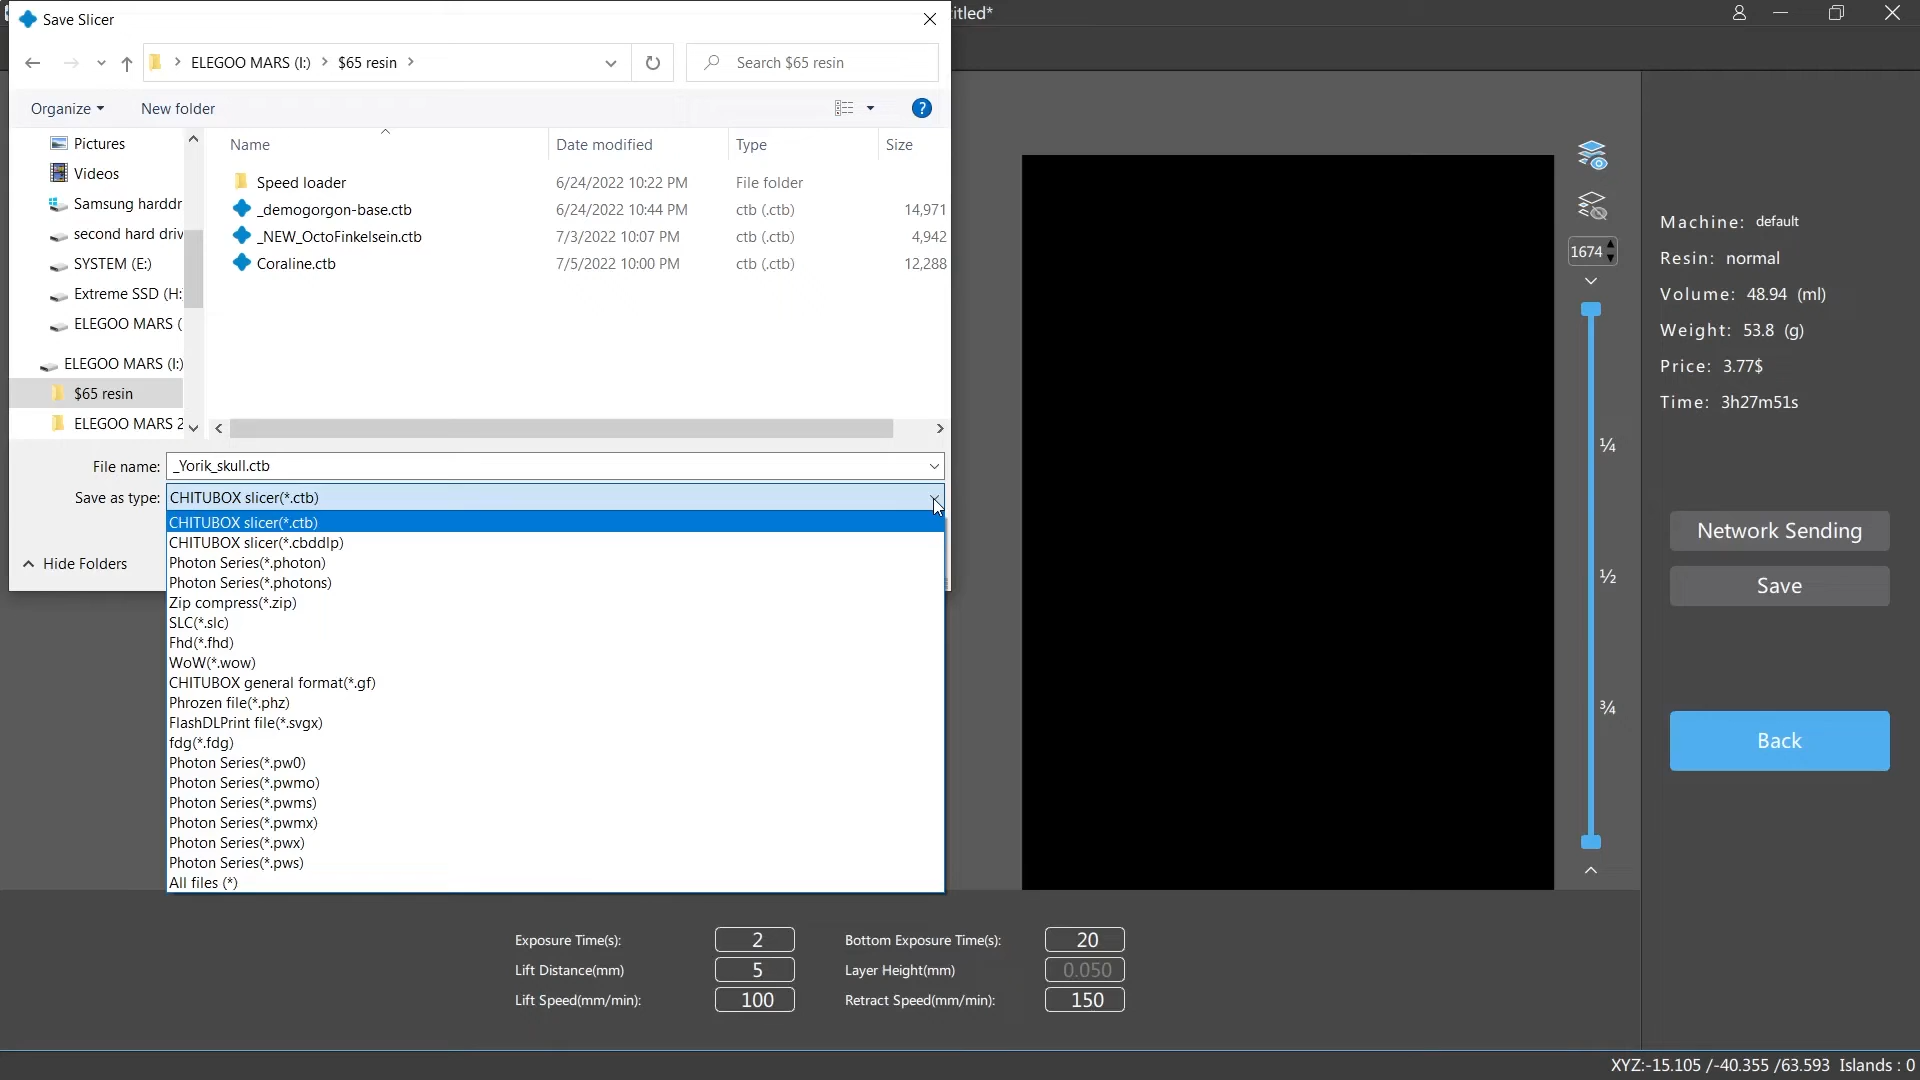 Save Slicer
itled*
ELEGOO MARS (I:) > $65 resin >
Search $65 resin
Organize
New folder
?
Pictures
Videos
Samsung harddr
second hard driv
SYSTEM (E:)
Extreme SSD (H:
ELEGOO MARS (
ELEGOO MARS (I:)
$65 resin
ELEGOO MARS 2
Name Date modified Type Size
Speed loader 6/24/2022 10:22 PM File folder
_demogorgon-base.ctb 6/24/2022 10:44 PM ctb (.ctb) 14,971
_NEW_OctoFinkelsein.ctb 7/3/2022 10:07 PM ctb (.ctb) 4,942
Coraline.ctb 7/5/2022 10:00 PM ctb (.ctb) 12,288
File name: _Yorik_skull.ctb
Save as type: CHITUBOX slicer(*.ctb)
Hide Folders
CHITUBOX slicer(*.ctb)
CHITUBOX slicer(*.cbddlp)
Photon Series(*.photon)
Photon Series(*.photons)
Zip compress(*.zip)
SLC(*.slc)
Fhd(*.fhd)
WoW(*.wow)
CHITUBOX general format(*.gf)
Phrozen file(*.phz)
FlashDLPrint file(*.svgx)
fdg(*.fdg)
Photon Series(*.pw0)
Photon Series(*.pwmo)
Photon Series(*.pwms)
Photon Series(*.pwmx)
Photon Series(*.pwx)
Photon Series(*.pws)
All files (*)
1674
¼
½
¾
Machine: default
Resin: normal
Volume: 48.94 (ml)
Weight: 53.8 (g)
Price: 3.77$
Time: 3h27m51s
Network Sending
Save
Back
Exposure Time(s): 2 Bottom Exposure Time(s): 20
Lift Distance(mm) 5 Layer Height(mm) 0.050
Lift Speed(mm/min): 100 Retract Speed(mm/min): 150
XYZ:-15.105 /-40.355 /63.593 Islands : 0